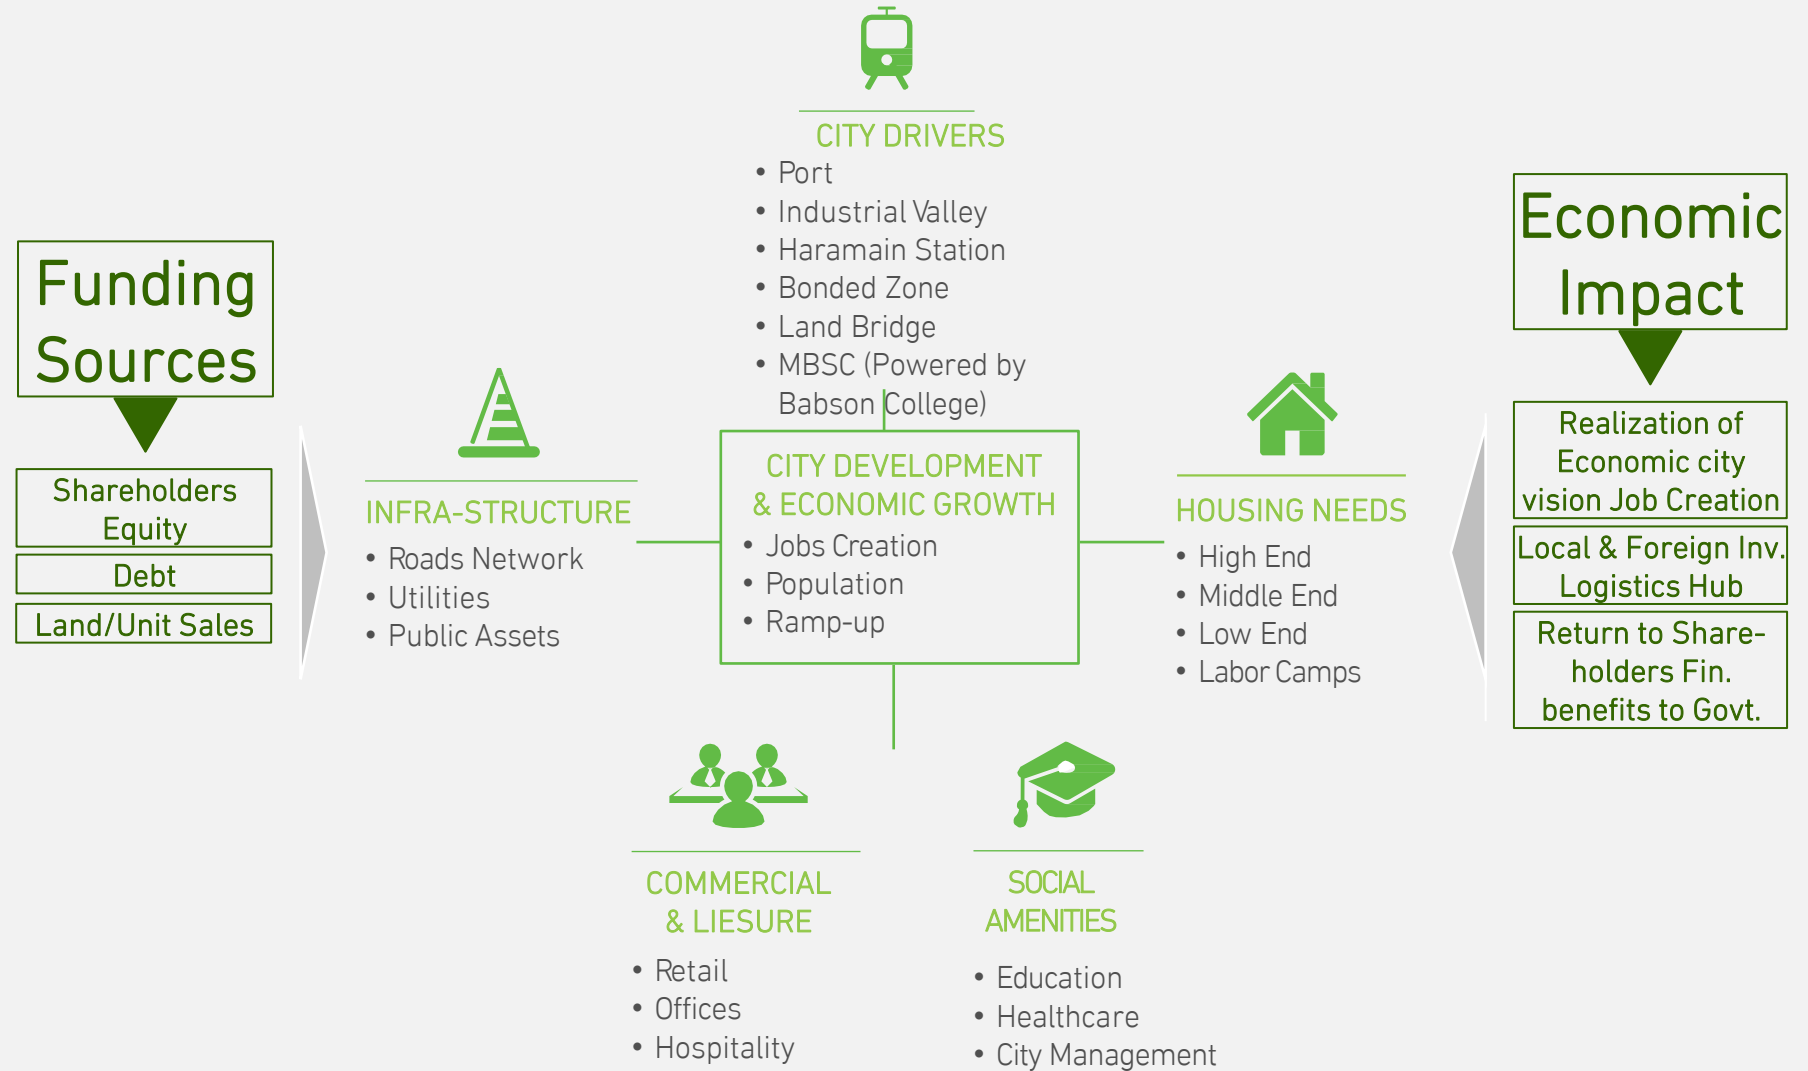 CITY DRIVERS
• Port
• Industrial Valley
• Haramain Station
• Bonded Zone
• Land Bridge
• MBSC (Powered by
Babson College)
Funding
Sources
Shareholders
Equity
Debt
Land/Unit Sales
INFRA-STRUCTURE
• Roads Network
• Utilities
• Public Assets
CITY DEVELOPMENT
& ECONOMIC GROWTH
• Jobs Creation
• Population
• Ramp-up
HOUSING NEEDS
• High End
• Middle End
• Low End
• Labor Camps
Economic
Impact
Realization of
Economic city
vision Job Creation
Local & Foreign Inv.
Logistics Hub
Return to Share-
holders Fin.
benefits to Govt.
COMMERCIAL
& LIESURE
• Retail
• Offices
• Hospitality
SOCIAL
AMENITIES
• Education
• Healthcare
• City Management